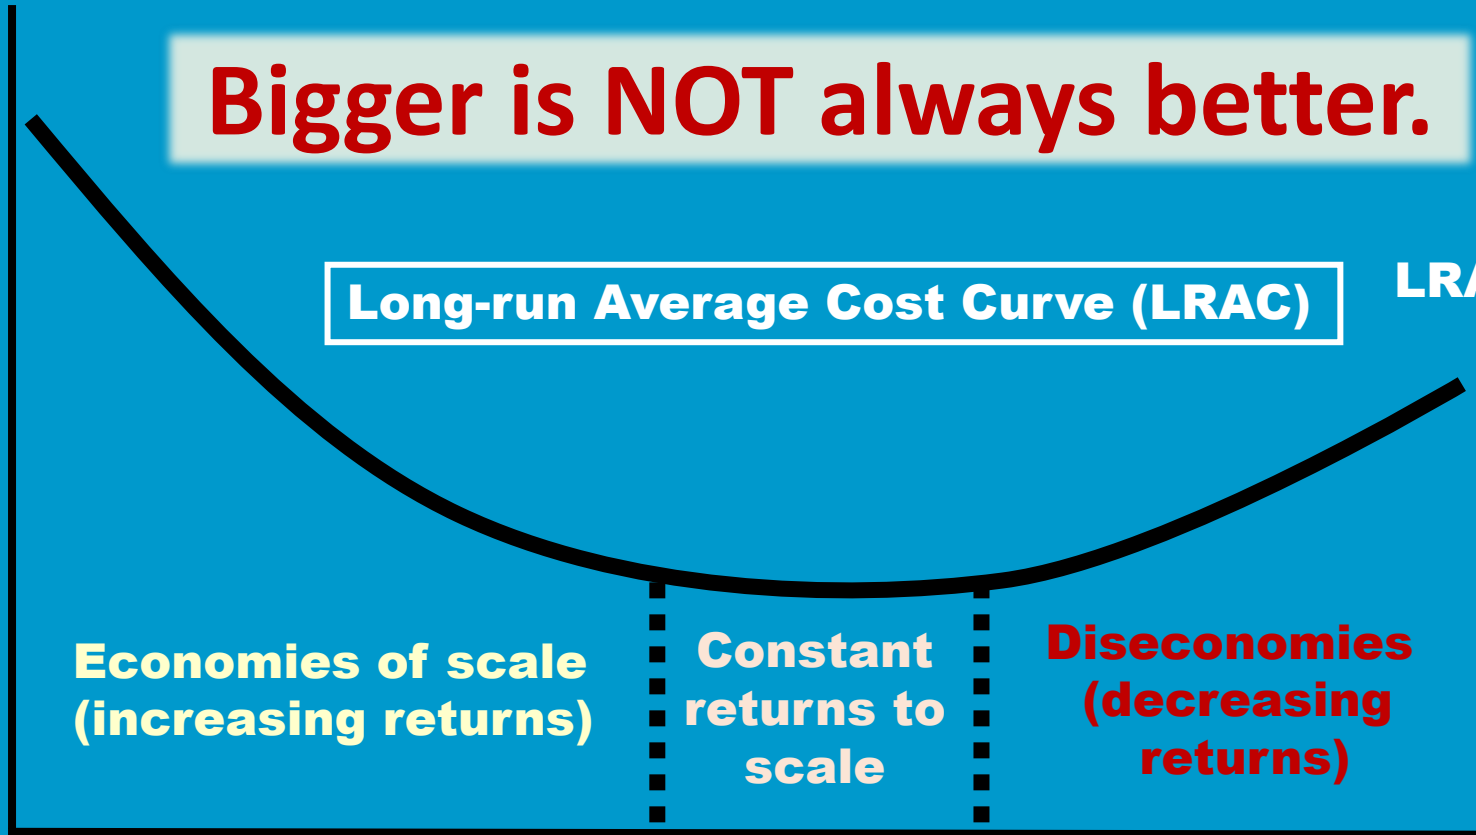 Bigger is NOT always better.
Long-run Average Cost Curve (LRAC)
Economies of scale
(increasing returns)
Constant
returns to
scale
Diseconomies
(decreasing
returns)